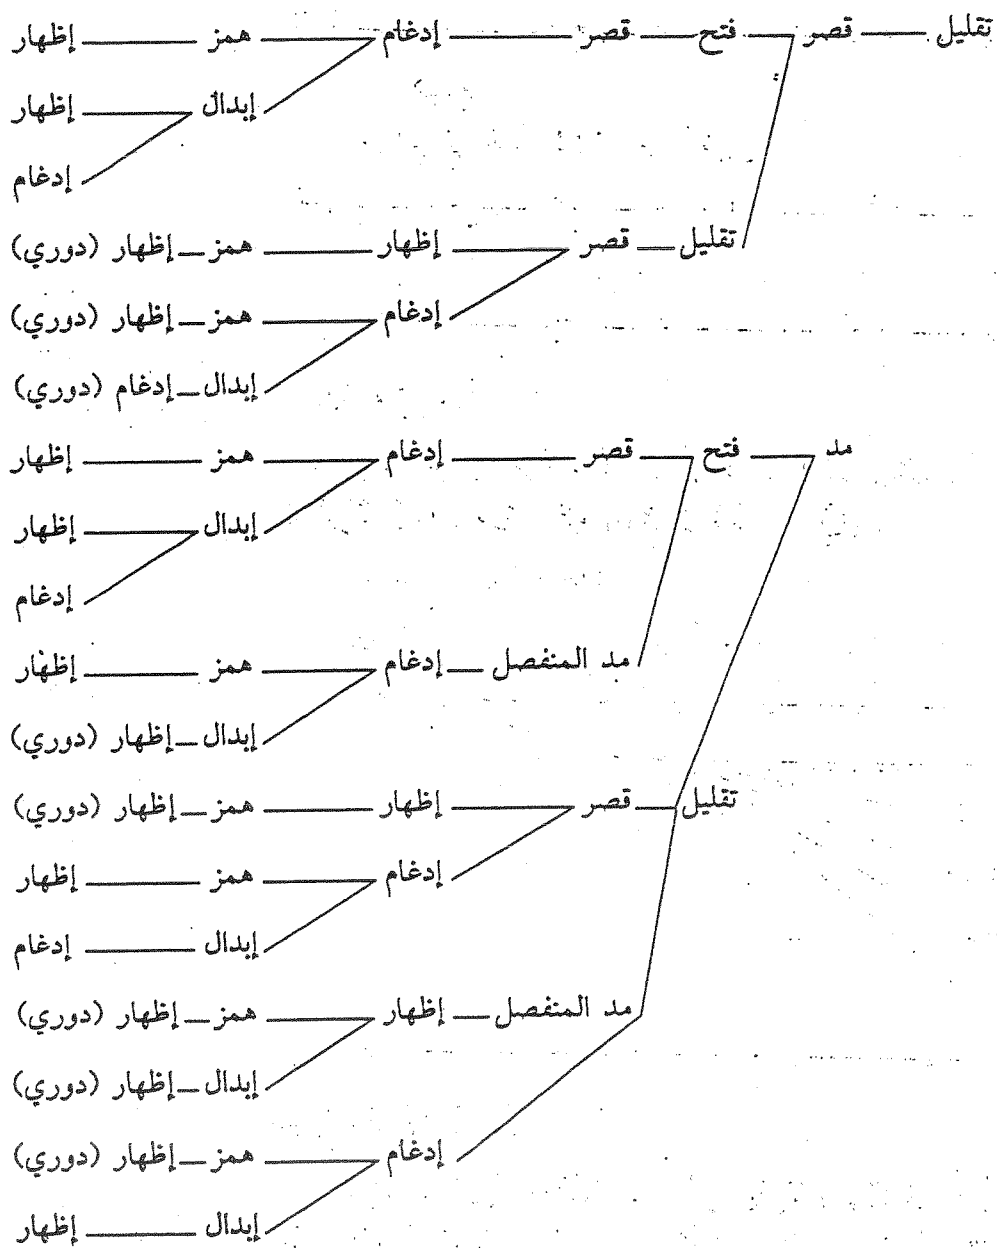 تقليل قصر فتح قصر إدغام همز إظهار
إبدال إظهار
إدغام
تقليل قصر إظهار همز إظهار (دوري)
إدغام همز إظهار (دوري)
إبدال إدغام (دوري)
مد فتح قصر إدغام همز إظهار
إبدال إظهار
إدغام
مد المنفصل إدغام همز إظهار
إبدال إظهار (دوري)
تقليل قصر إظهار همز إظهار (دوري)
إدغام همز إظهار
إبدال إدغام
مد المنفصل إظهار همز إظهار (دوري)
إبدال إظهار (دوري)
إدغام همز إظهار (دوري)
إبدال إظهار